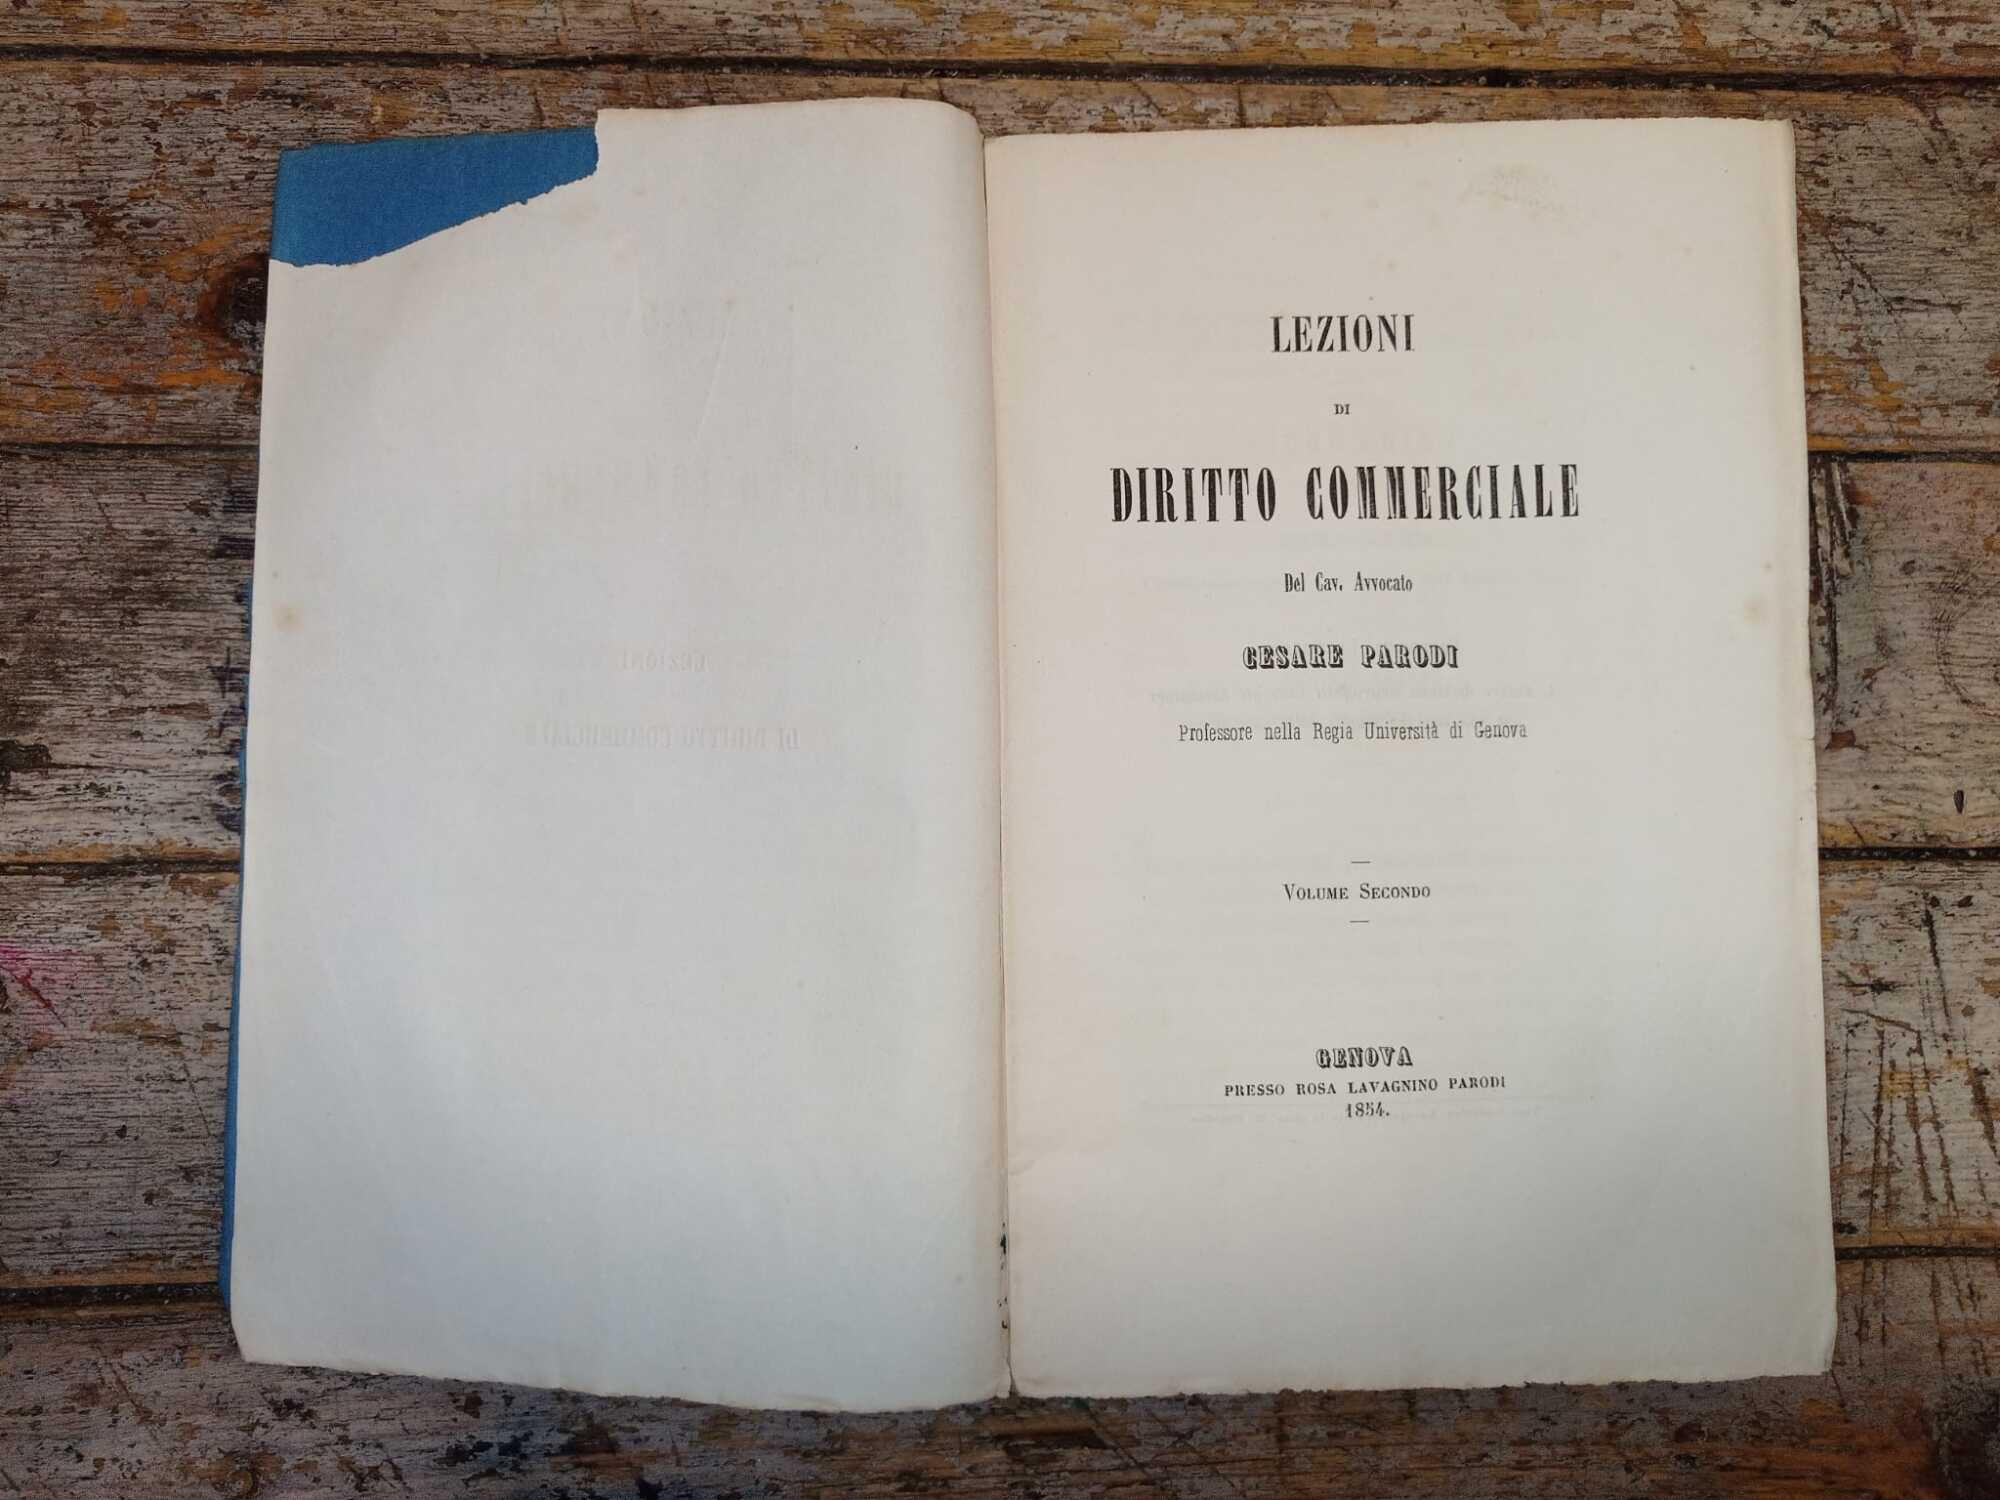 LEZIONI
DI
DIRITTO COMMERCIALE
Del Cav. Avvocato
CESARE PARODI
Professore nella Regia Università di Genova
VOLUME SECONDO
GENOVA
PRESSO ROSA LAVAGNINO PARODI
1854.